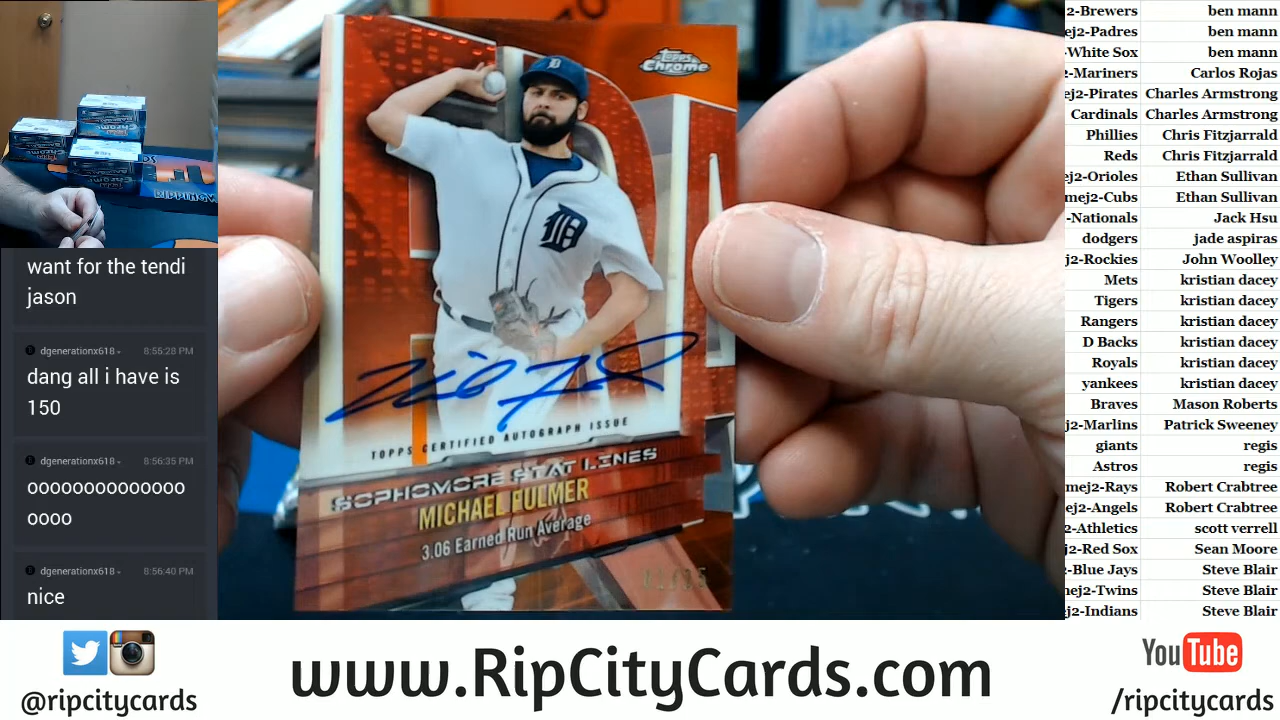 want for the tendi
jason
dgenerationx618 8:55:28 PM
dang all i have is
150
dgenerationx618 8:56:35 PM
oooooooooooooo
oooo
dgenerationx618 8:56:40 PM
nice
Topps
Chrome
D
TOPPS CERTIFIED AUTOGRAPH ISSUE
SOPHOMORE STAT LINES
MICHAEL FULMER
3.06 Earned Run Average
2-Brewers ben mann
ej2-Padres ben mann
-White Sox ben mann
2-Mariners Carlos Rojas
ej2-Pirates Charles Armstrong
Cardinals Charles Armstrong
Phillies Chris Fitzjarrald
Reds Chris Fitzjarrald
ej2-Orioles Ethan Sullivan
mej2-Cubs Ethan Sullivan
-Nationals Jack Hsu
dodgers jade aspiras
j2-Rockies John Woolley
Mets kristian dacey
Tigers kristian dacey
Rangers kristian dacey
D Backs kristian dacey
Royals kristian dacey
yankees kristian dacey
Braves Mason Roberts
j2-Marlins Patrick Sweeney
giants regis
Astros regis
mej2-Rays Robert Crabtree
ej2-Angels Robert Crabtree
2-Athletics scott verrell
j2-Red Sox Sean Moore
-Blue Jays Steve Blair
nej2-Twins Steve Blair
ej2-Indians Steve Blair
@ripcitycards
www.RipCityCards.com
YouTube
/ripcitycards